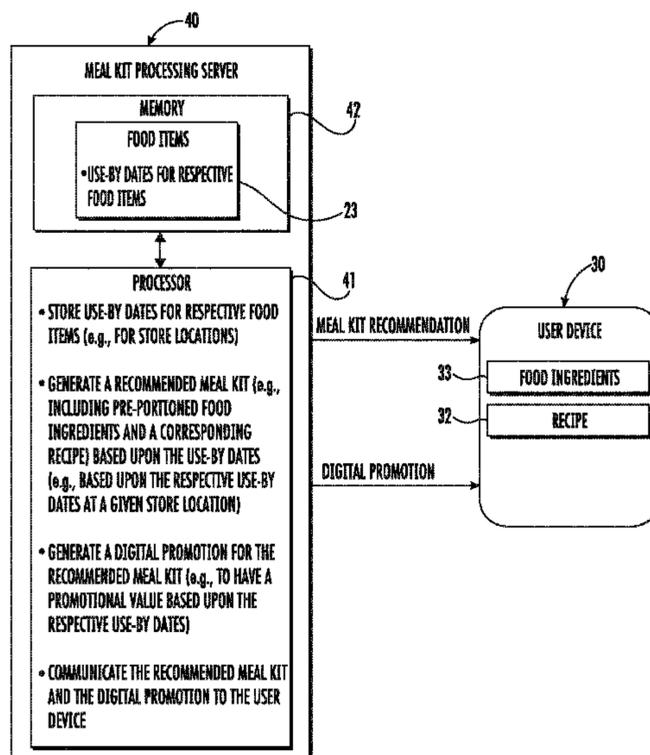 40
MEAL KIT PROCESSING SERVER
MEMORY
42
FOOD ITEMS
•USE-BY DATES FOR RESPECTIVE
FOOD ITEMS
23
PROCESSOR
41
• STORE USE-BY DATES FOR RESPECTIVE FOOD
ITEMS (e.g., FOR STORE LOCATIONS)
• GENERATE A RECOMMENDED MEAL KIT (e.g.,
INCLUDING PRE-PORTIONED FOOD
INGREDIENTS AND A CORRESPONDING
RECIPE) BASED UPON THE USE-BY DATES
(e.g., BASED UPON THE RESPECTIVE USE-BY
DATES AT A GIVEN STORE LOCATION)
• GENERATE A DIGITAL PROMOTION FOR THE
RECOMMENDED MEAL KIT (e.g., TO HAVE A
PROMOTIONAL VALUE BASED UPON THE
RESPECTIVE USE-BY DATES)
• COMMUNICATE THE RECOMMENDED MEAL KIT
AND THE DIGITAL PROMOTION TO THE USER
DEVICE
MEAL KIT RECOMMENDATION
DIGITAL PROMOTION
30
USER DEVICE
33
FOOD INGREDIENTS
32
RECIPE